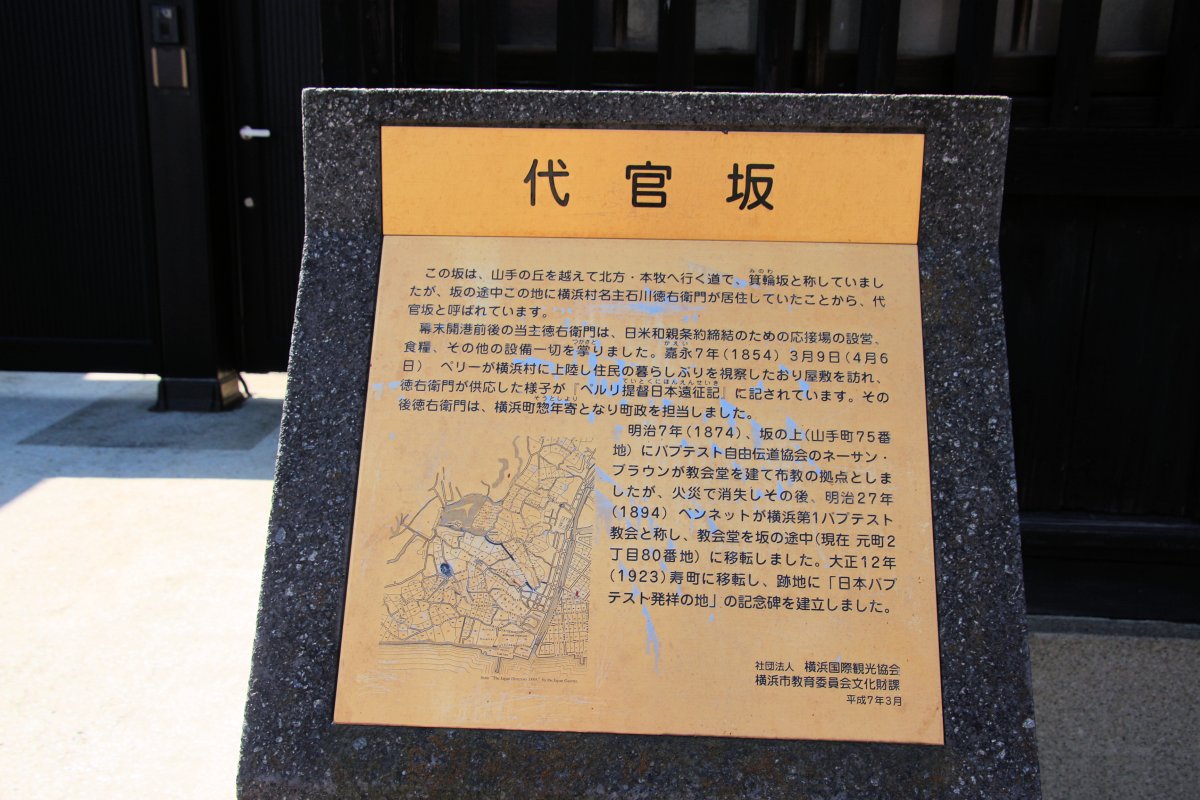 代官坂
この坂は、山手の丘を越えて北方・本牧へ行く道で、箕輪坂と称していまし
たが、坂の途中この地に横浜村名主石川徳右衛門が居住していたことから、代
官坂と呼ばれています。
幕末開港前後の当主徳右衛門は、日米和親条約締結のための応接場の設営、
食糧、その他の設備一切を掌りました。嘉永7年(1854)3月9日(4月6
日) ペリーが横浜村に上陸し住民の暮らしぶりを視察したおり屋敷を訪れ、
徳右衛門が供応した様子が『ペルリ提督日本遠征記』に記されています。その
後徳右衛門は、横浜町惣年寄となり町政を担当しました。
明治7年(1874)、坂の上(山手町75番
地)にバプテスト自由伝道協会のネーサン・
ブラウンが教会堂を建て布教の拠点としま
したが、火災で消失しその後、明治27年
(1894) ベンネットが横浜第1バプテスト
教会と称し、教会堂を坂の途中(現在 元町2
丁目80番地)に移転しました。大正12年
(1923)寿町に移転し、跡地に「日本バプ
テスト発祥の地」の記念碑を建立しました。
from "The Japan Directory 1889," by the Japan Gazette.
社団法人 横浜国際観光協会
横浜市教育委員会文化財課
平成7年3月